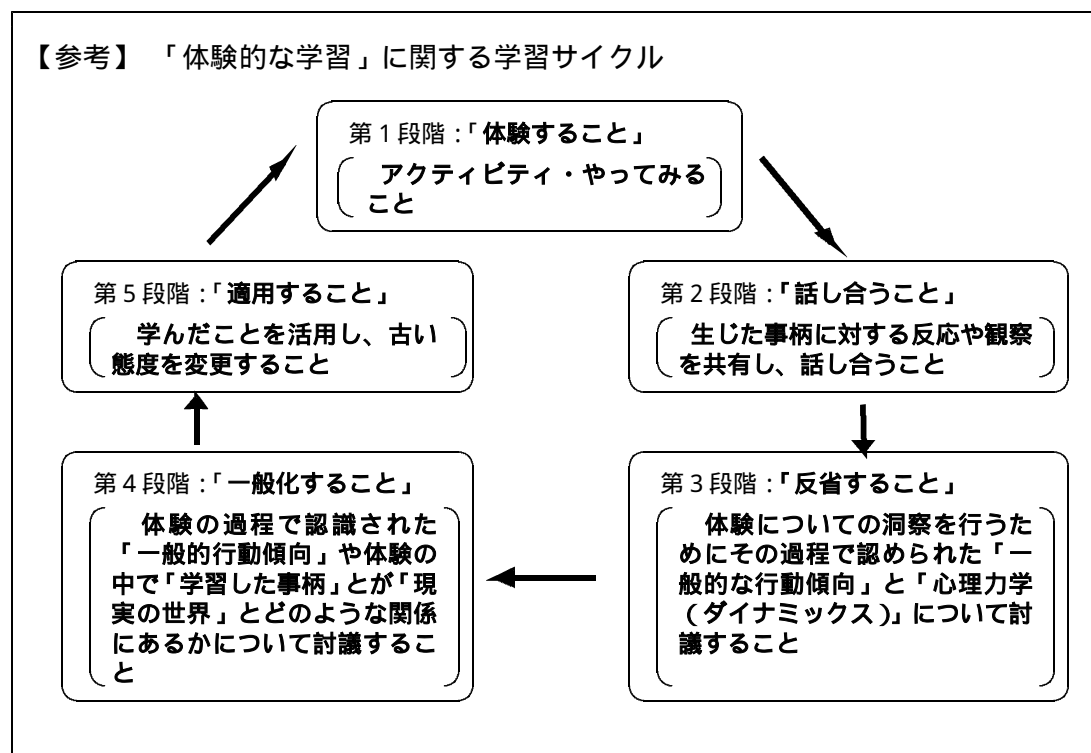 【参考】 「体験的な学習」に関する学習サイクル
第1段階：「体験すること」
アクティビティ・やってみる
こと
第2段階：「話し合うこと」
生じた事柄に対する反応や観察
を共有し、話し合うこと
第3段階：「反省すること」
体験についての洞察を行うた
めにその過程で認められた「一
般的な行動傾向」と「心理力学
（ダイナミックス）」について討
議すること
第4段階：「一般化すること」
体験の過程で認識された
「一般的行動傾向」や体験の
中で「学習した事柄」とが「現
実の世界」とどのような関係
にあるかについて討議するこ
と
第5段階：「適用すること」
学んだことを活用し、古い
態度を変更すること